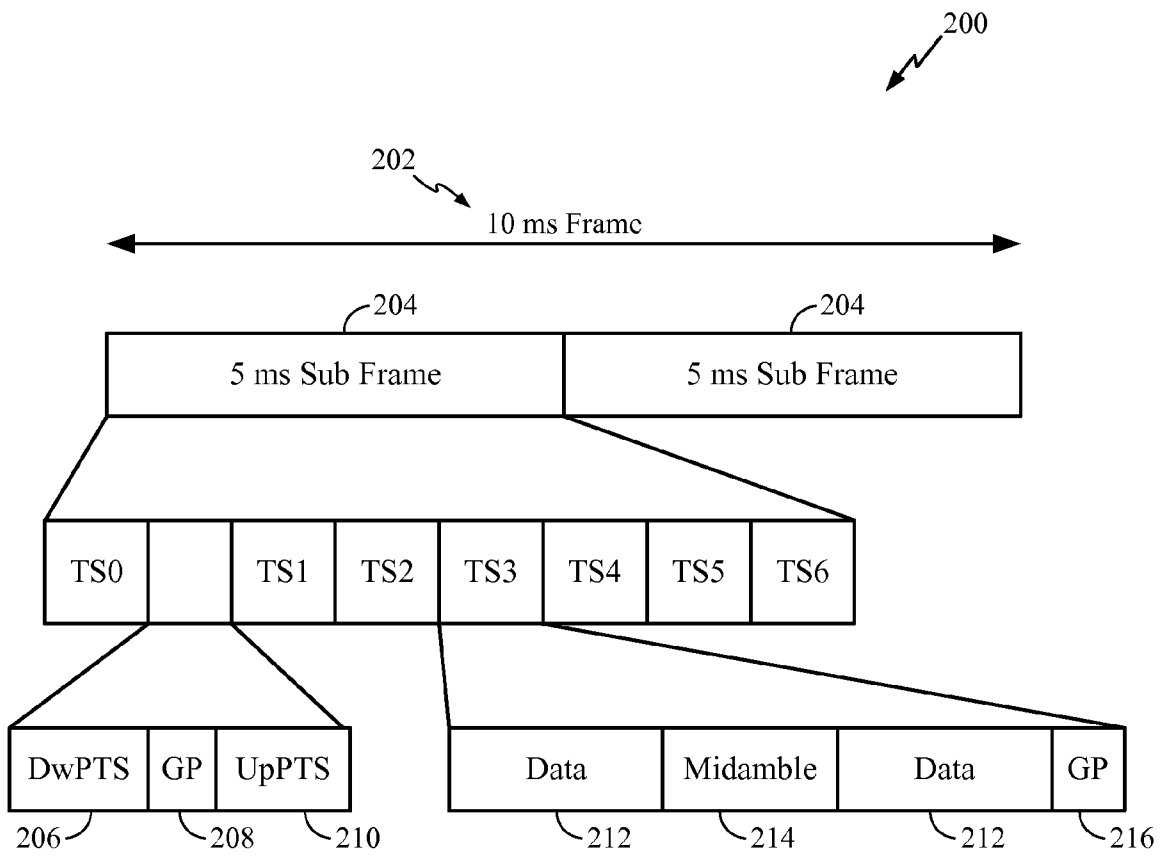 200
202
10 ms Framc
204 204
5 ms Sub Frame 5 ms Sub Frame
TS0 TS1 TS2 TS3 TS4 TS5 TS6
DwPTS GP UpPTS Data Midamble Data GP
206 208 210 212 214 212 216